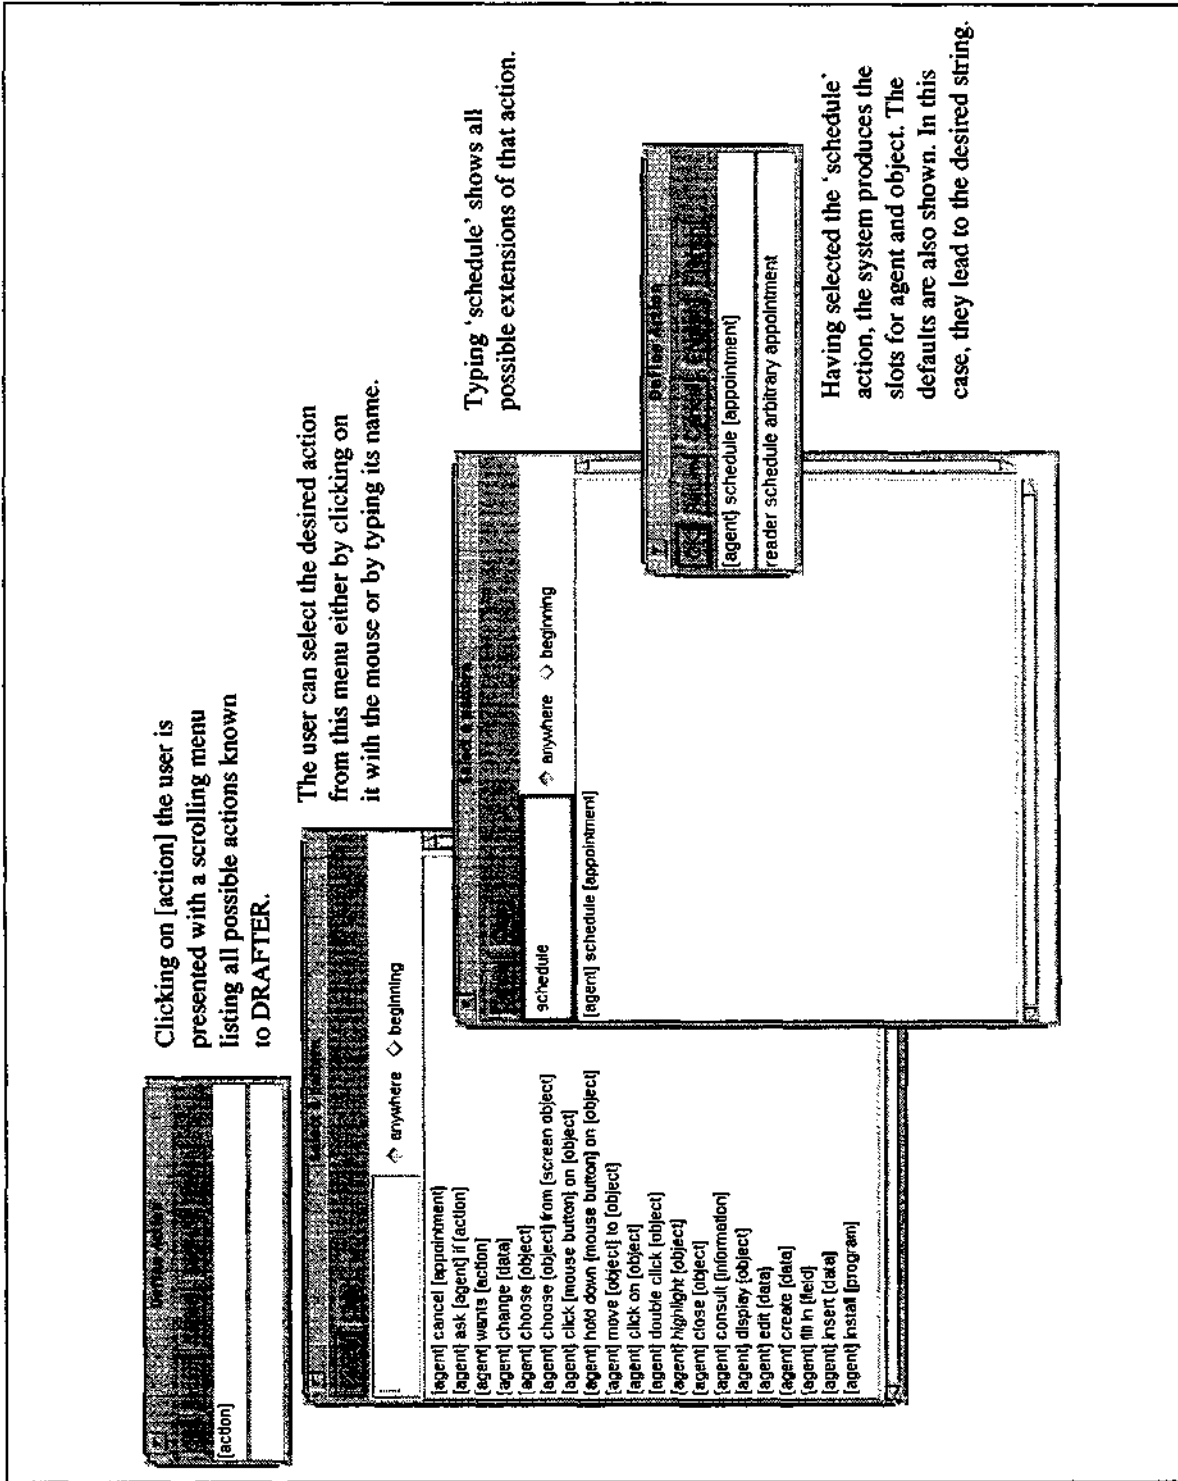 Clicking on [action] the user is
presented with a scrolling menu
listing all possible actions known
to DRAFTER.
Define Action
[action]
The user can select the desired action
from this menu either by clicking on
it with the mouse or by typing its name.
Select a pattern
anywhere beginning
[agent] cancel [appointment]
[agent] ask [agent] if [action]
[agent] wants [action]
[agent] change [data]
[agent] choose [object]
[agent] choose [object] from [screen object]
[agent] click [mouse button] on [object]
[agent] hold down [mouse button] on [object]
[agent] move [object] to [object]
[agent] click on [object]
[agent] double click [object]
[agent] highlight [object]
[agent] close [object]
[agent] consult [information]
[agent] display [object]
[agent] edit [data]
[agent] create [data]
[agent] fill in [field]
[agent] insert [data]
[agent] install [program]
Typing ‘schedule’ shows all
possible extensions of that action.
Select a pattern
schedule
anywhere beginning
[agent] schedule [appointment]
Define Action
OK Cancel
[agent] schedule [appointment]
reader schedule arbitrary appointment
Having selected the ‘schedule’
action, the system produces the
slots for agent and object. The
defaults are also shown. In this
case, they lead to the desired string.